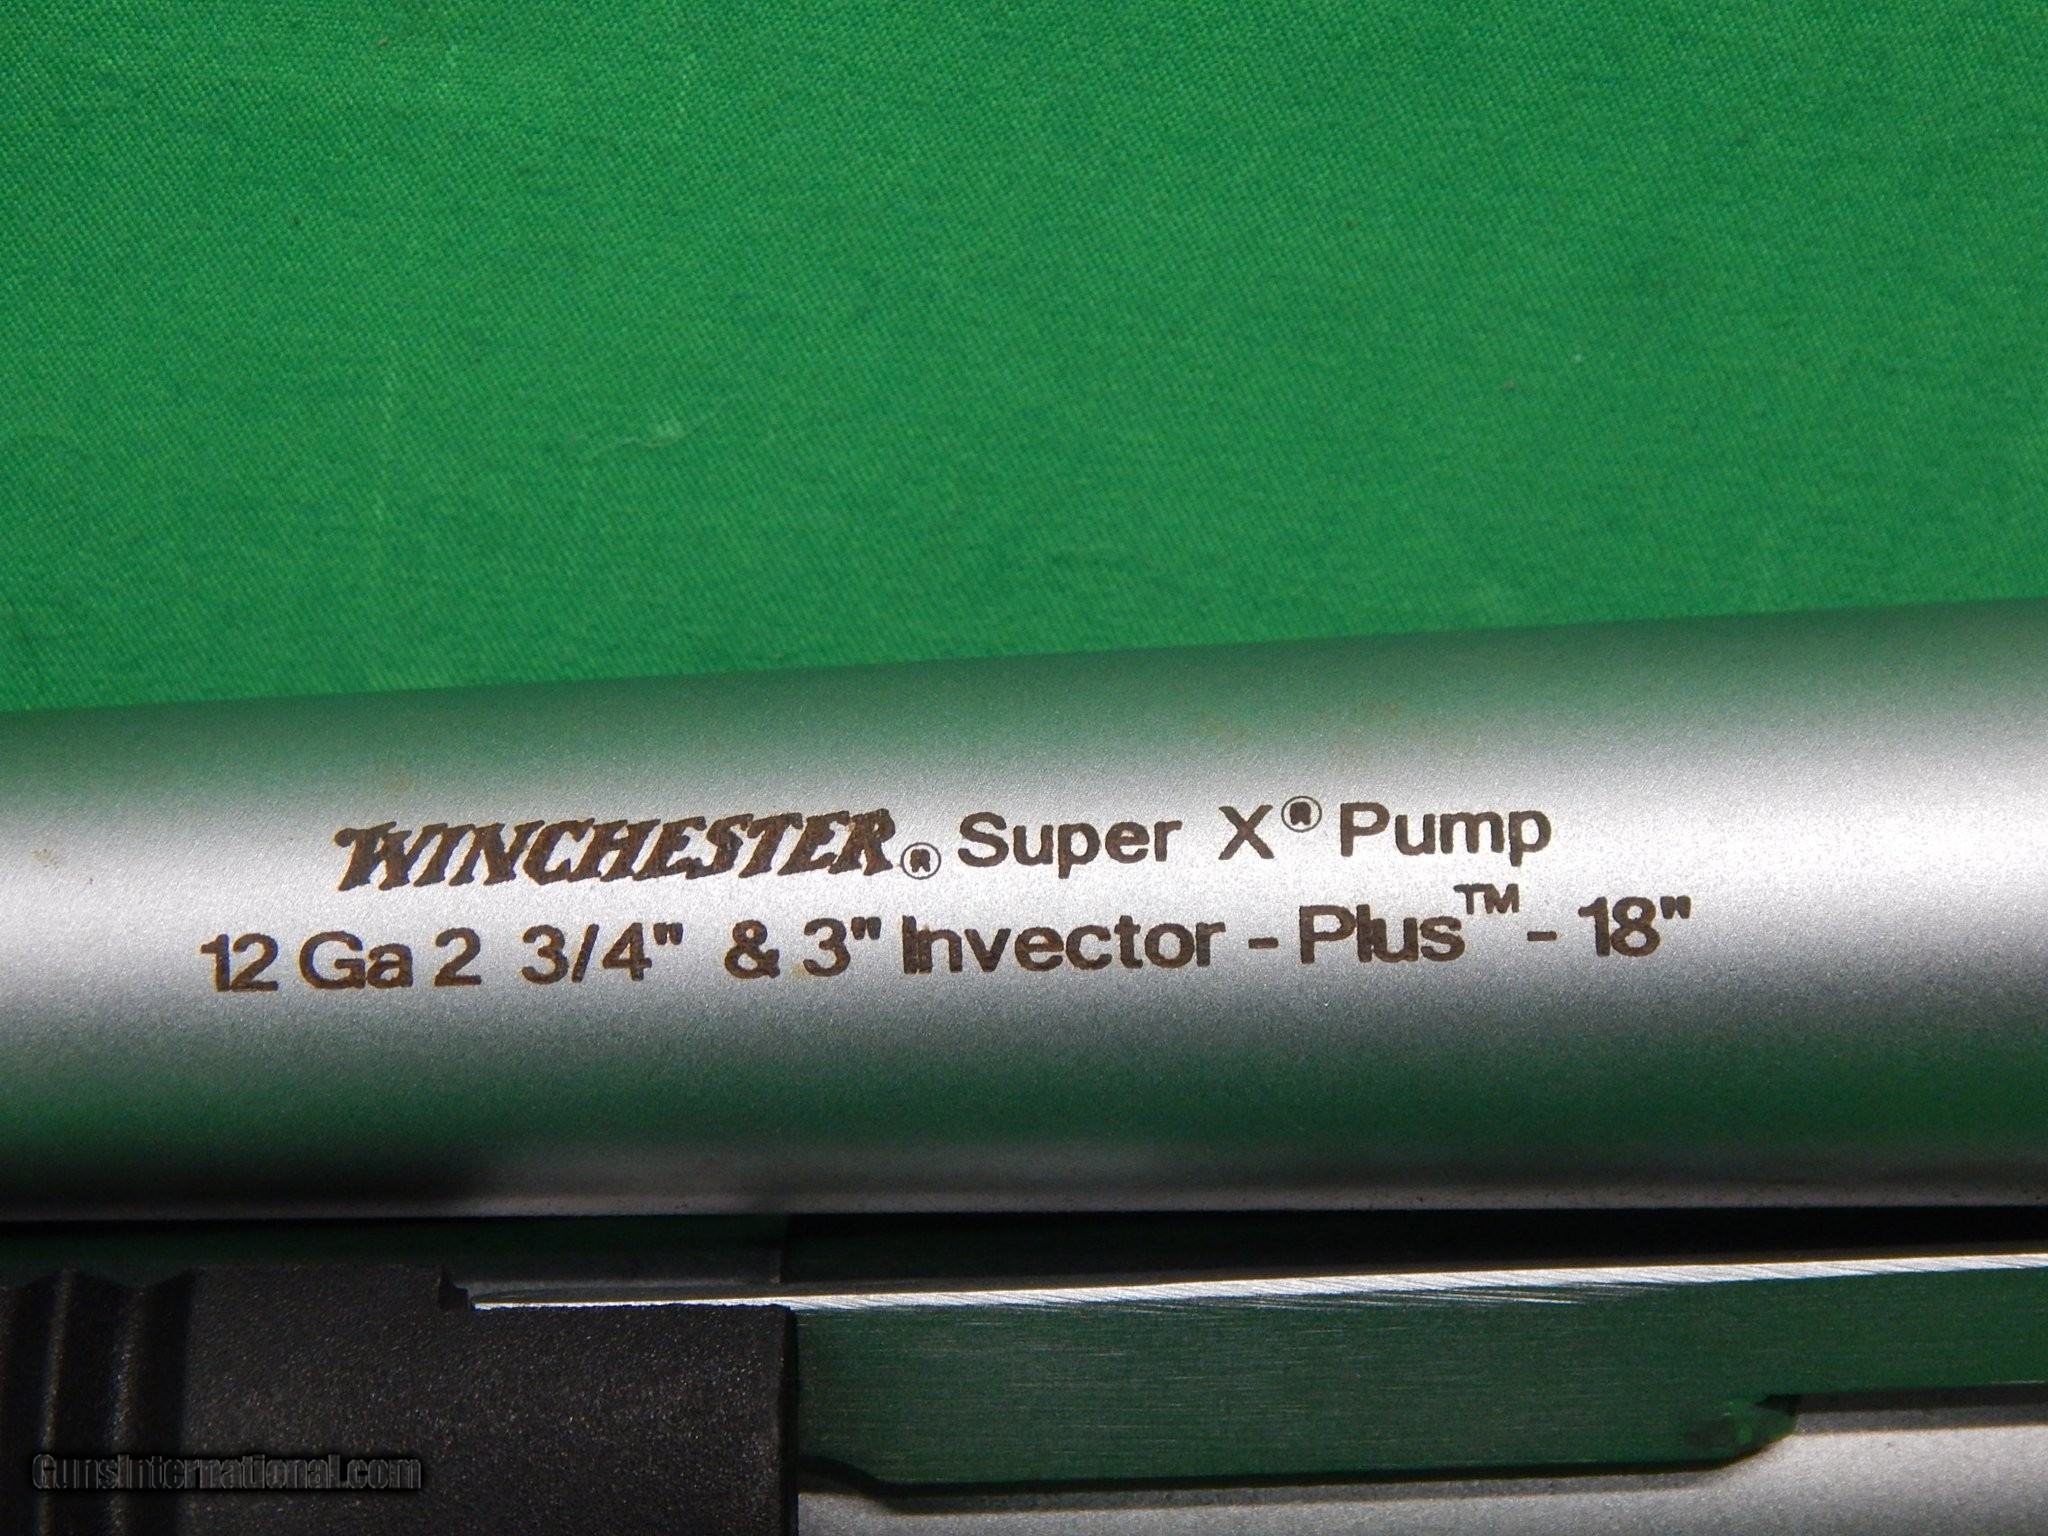 WINCHESTER® Super X® Pump
12 Ga 2 3/4" & 3" Invector - Plus™ - 18"
GunsInternational.com